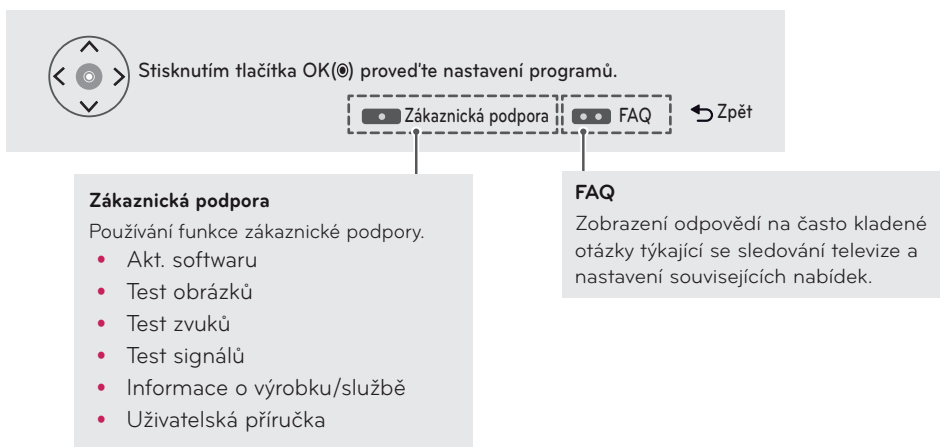 Stisknutím tlačítka OK(◉) proveďte nastavení programů.
Zákaznická podpora FAQ Zpět
Zákaznická podpora
Používání funkce zákaznické podpory.
• Akt. softwaru
• Test obrázků
• Test zvuků
• Test signálů
• Informace o výrobku/službě
• Uživatelská příručka
FAQ
Zobrazení odpovědí na často kladené
otázky týkající se sledování televize a
nastavení souvisejících nabídek.